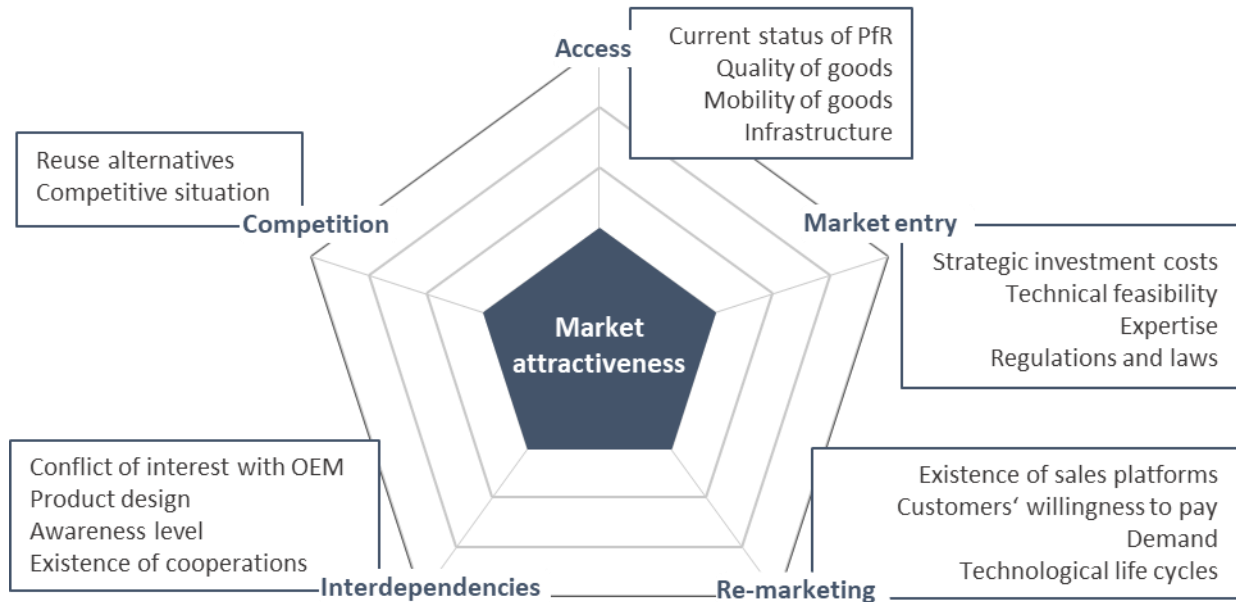 Access
Current status of PfR
Quality of goods
Mobility of goods
Infrastructure
Reuse alternatives
Competitive situation
Competition
Market entry
Strategic investment costs
Technical feasibility
Expertise
Regulations and laws
Market
attractiveness
Conflict of interest with OEM
Product design
Awareness level
Existence of cooperations
Interdependencies
Existence of sales platforms
Customers‘ willingness to pay
Demand
Technological life cycles
Re-marketing